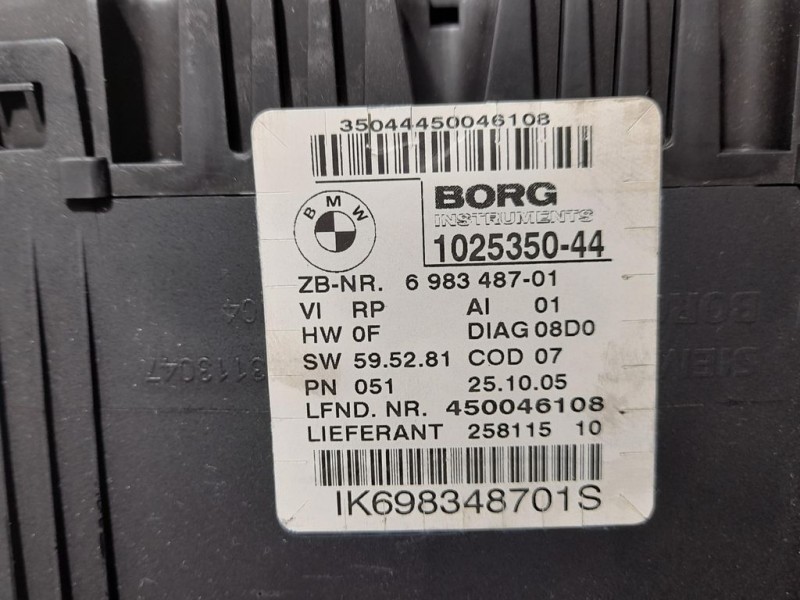 35044450046108
BMW
BORG
INSTRUMENTS
1025350-44
ZB-NR. 6 983 487-01
VI RP AI 01
HW 0F DIAG 08D0
SW 59.52.81 COD 07
PN 051 25.10.05
LFND. NR. 450046108
LIEFERANT 258115 10
IK698348701S